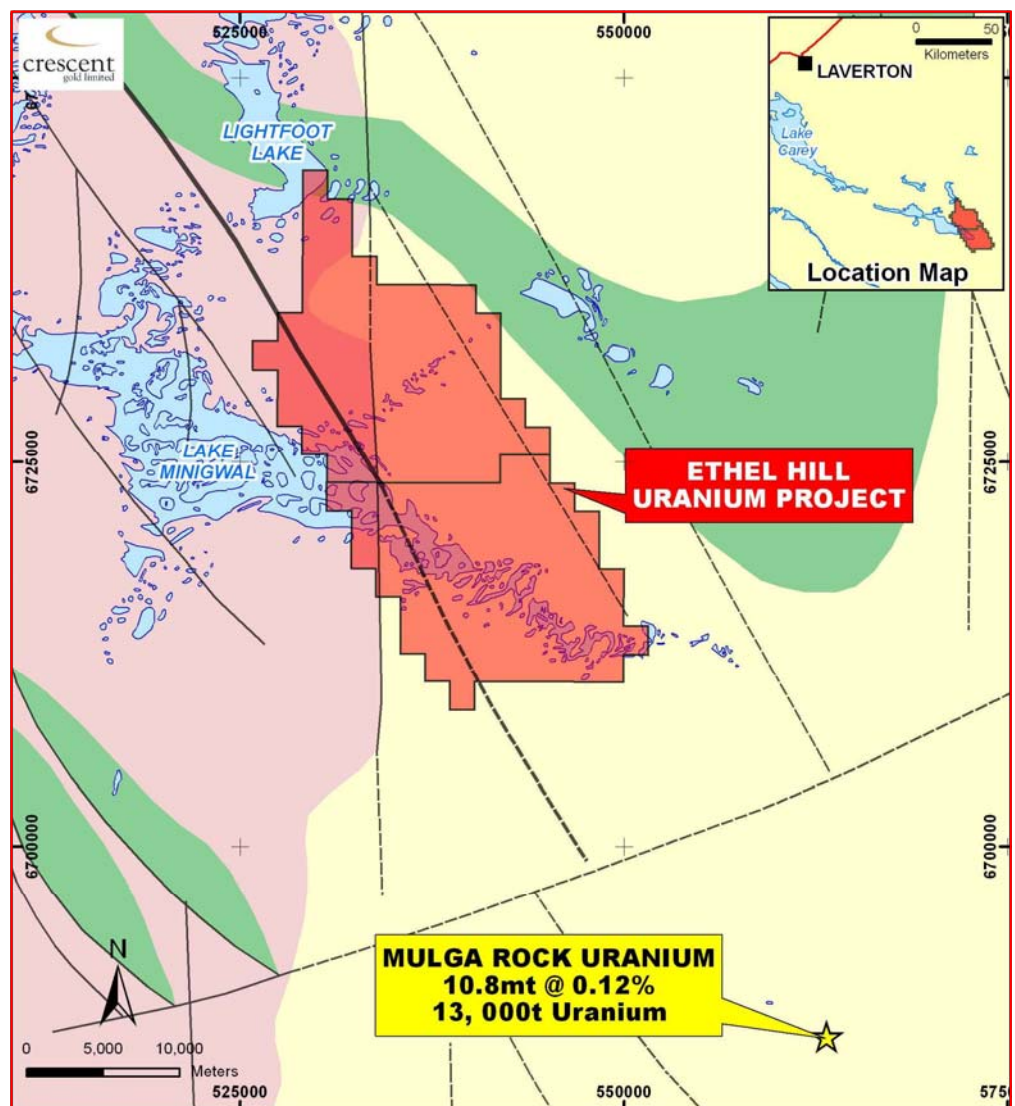 crescent
gold limited
525000
550000
0 50
Kilometers
LAVERTON
Lake
Carey
Location Map
LIGHTFOOT
LAKE
LAKE
MINIGWAL
6725000
6725000
ETHEL HILL
URANIUM PROJECT
6700000
6700000
N
MULGA ROCK URANIUM
10.8mt @ 0.12%
13, 000t Uranium
0 5,000 10,000
Meters
525000
550000